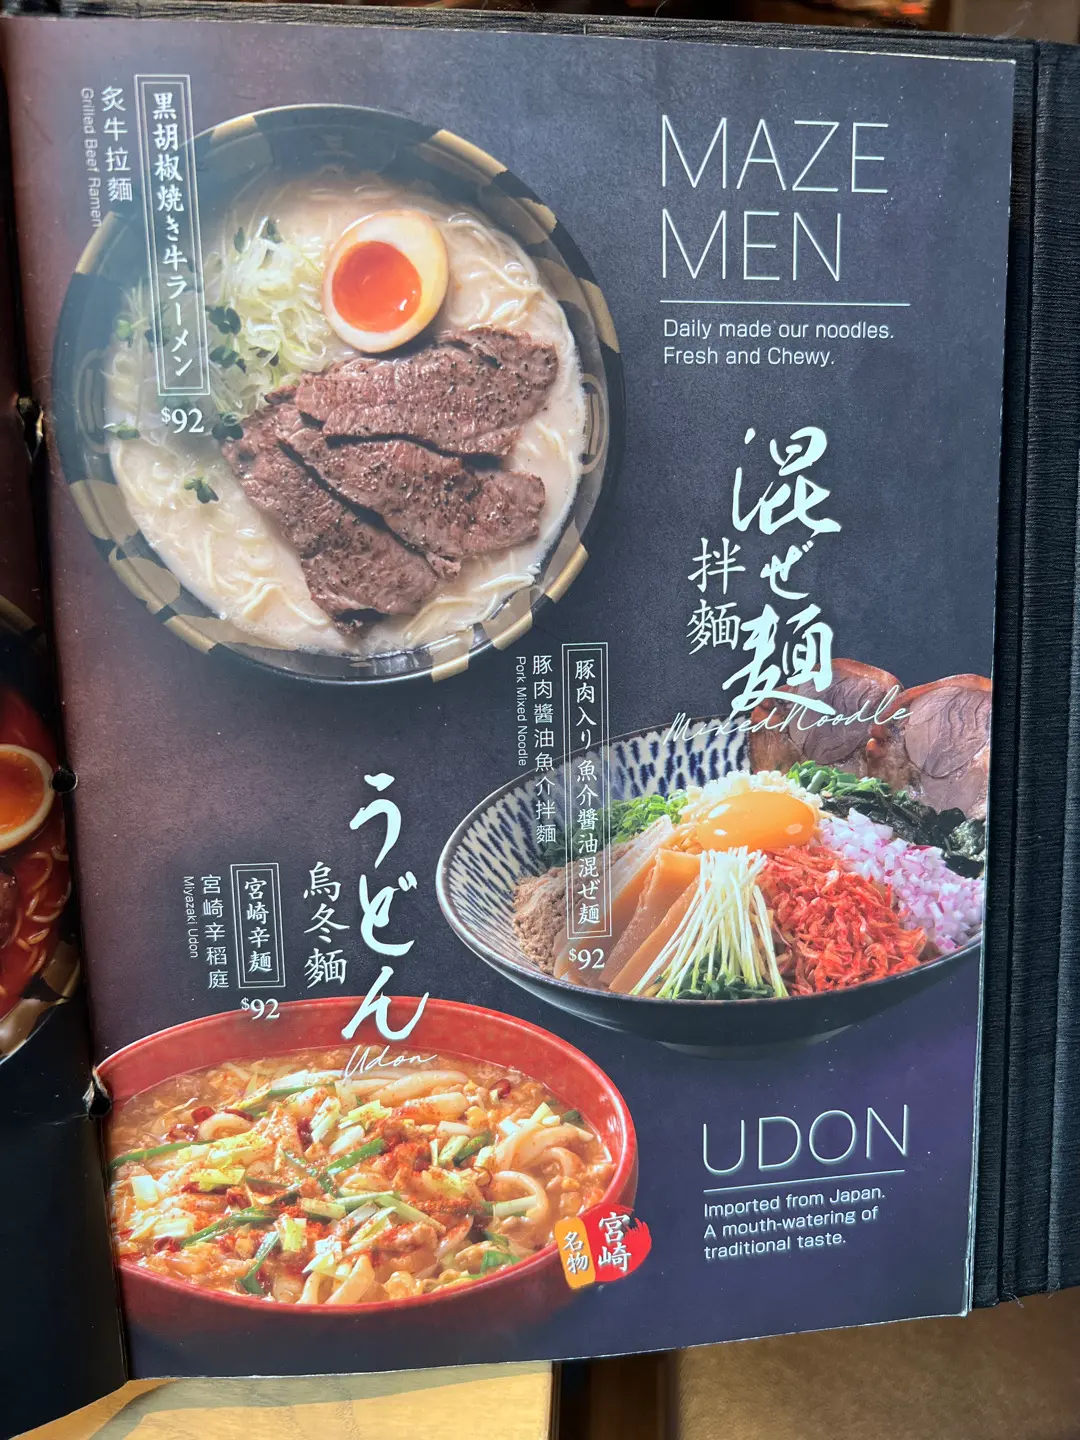 黒胡椒焼き牛ラーメン
炙牛拉麵
Grilled Beef Ramen
$92
MAZE
MEN
Daily made our noodles.
Fresh and Chewy.
混ぜ麺
拌麵
Mixed Noodle
豚肉入り魚介醬油混ぜ麺
豚肉醬油魚介拌麵
Pork Mixed Noodle
$92
うどん
烏冬麵
Udon
宮崎辛麺
宮崎辛稻庭
Miyazaki Udon
$92
宮崎
名物
UDON
Imported from Japan.
A mouth-watering of
traditional taste.